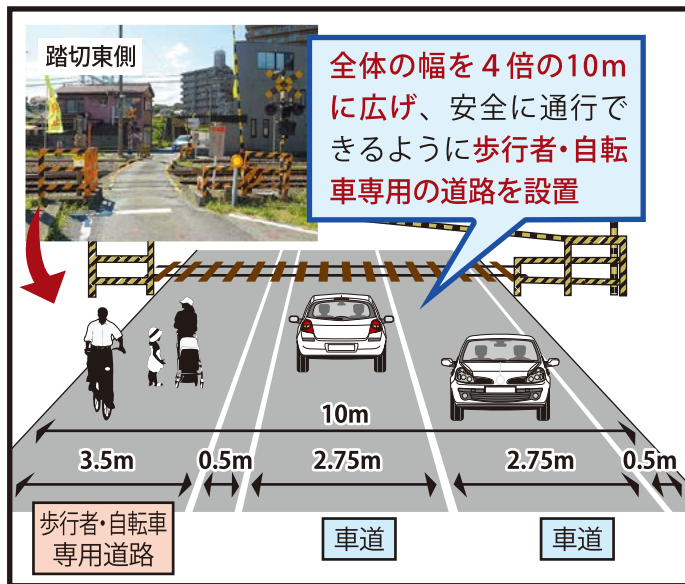 踏切東側
全体の幅を４倍の10m
に広げ、安全に通行で
きるように歩行者・自転
車専用の道路を設置
10m
3.5m
0.5m
2.75m
2.75m
0.5m
歩行者・自転車
専用道路
車道
車道